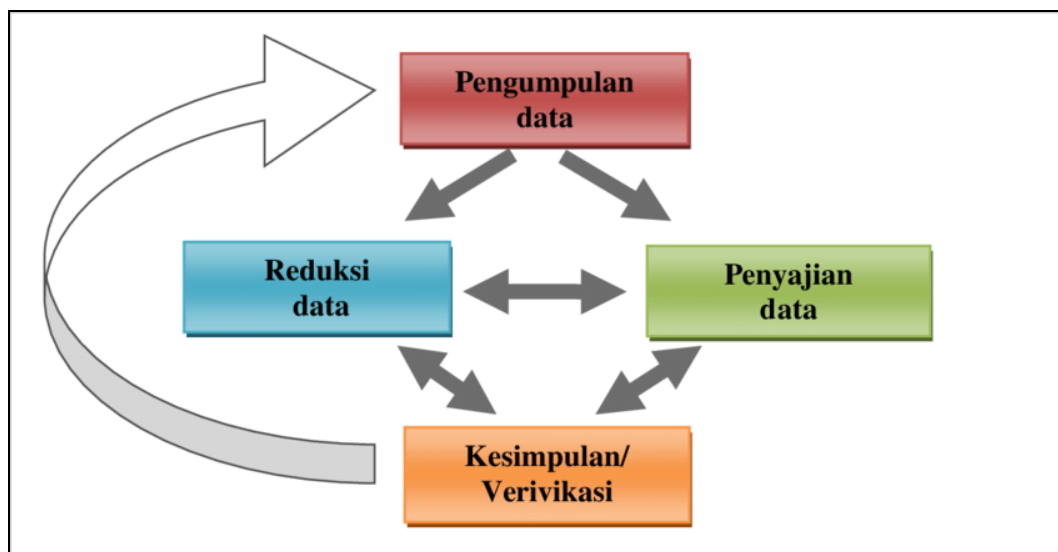 Pengumpulan
data
Reduksi
data
Penyajian
data
Kesimpulan/
Verivikasi